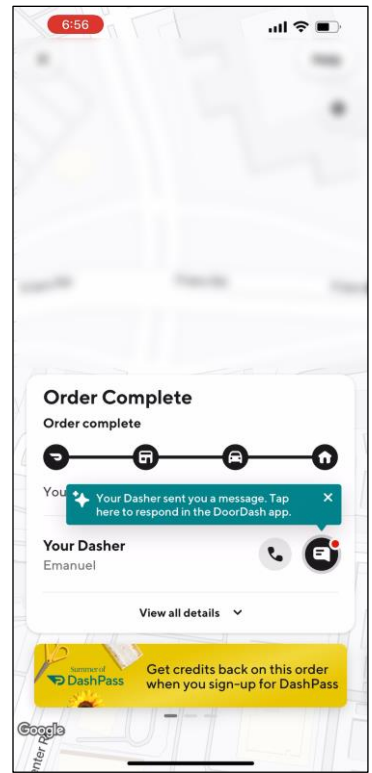 6:56
Order Complete
Order complete
You
Your Dasher sent you a message. Tap
here to respond in the DoorDash app.
Your Dasher
Emanuel
View all details
Summer of
DashPass
Get credits back on this order
when you sign-up for DashPass
Google
enter R